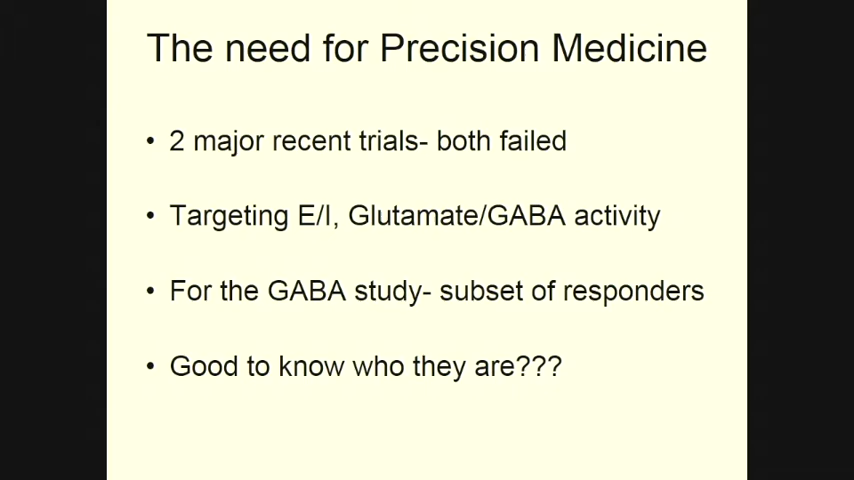 The need for Precision Medicine
• 2 major recent trials- both failed
• Targeting E/I, Glutamate/GABA activity
• For the GABA study- subset of responders
• Good to know who they are???